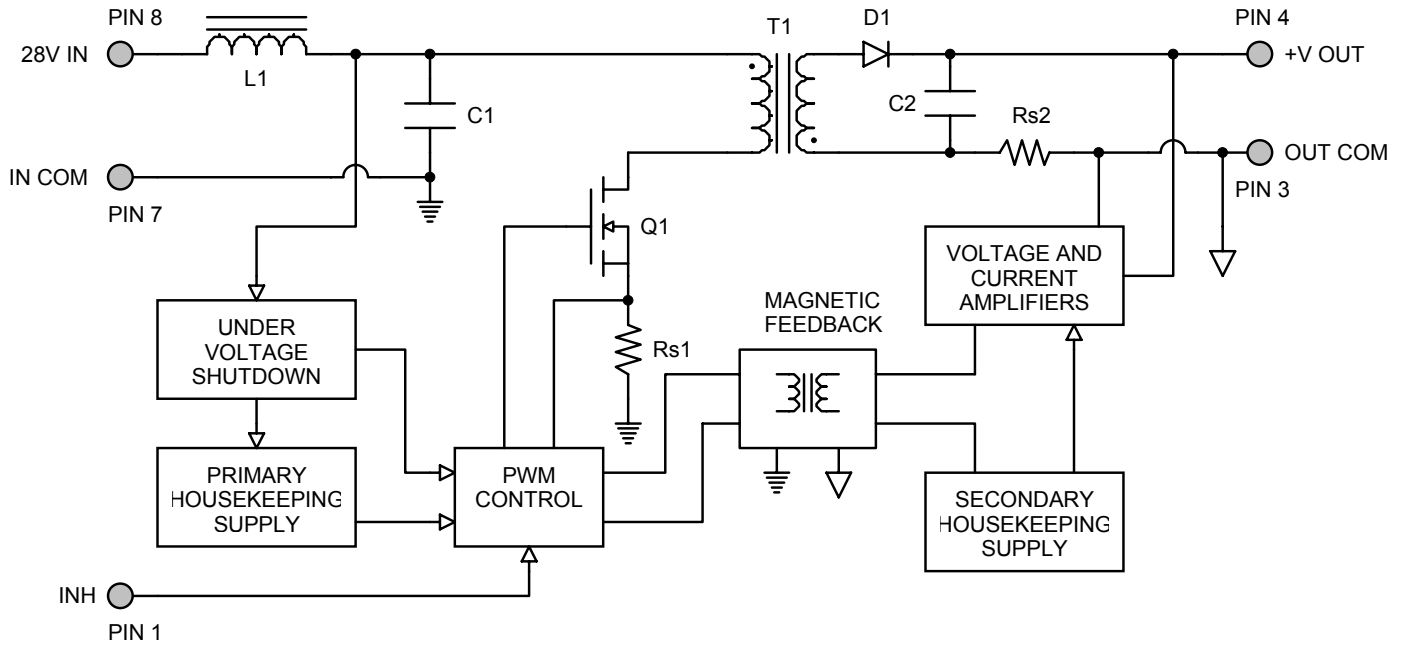 PIN 8
28V IN
L1
C1
IN COM
PIN 7
T1
D1
PIN 4
+V OUT
C2
Rs2
OUT COM
PIN 3
Q1
Rs1
UNDER
VOLTAGE
SHUTDOWN
PRIMARY
HOUSEKEEPING
SUPPLY
PWM
CONTROL
MAGNETIC
FEEDBACK
VOLTAGE AND
CURRENT
AMPLIFIERS
SECONDARY
HOUSEKEEPING
SUPPLY
INH
PIN 1